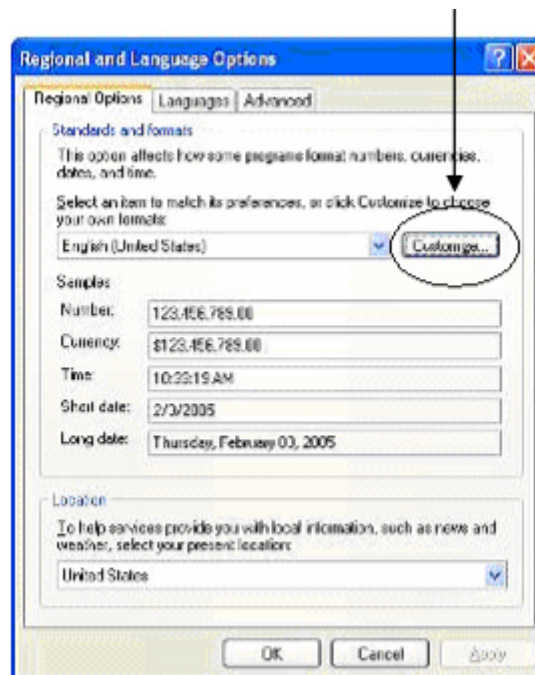 Regional and Language Options
Regional Options Languages Advanced
Standards and formats
This option affects how some programs format numbers, currencies,
dates, and time.
Select an item to match its preferences, or click Customize to choose
your own formats:
English (United States) Customize...
Samples
Number: 123,456,789.00
Currency: $123,456,789.00
Time: 10:33:19 AM
Short date: 2/3/2005
Long date: Thursday, February 03, 2005
Location
To help services provide you with local information, such as news and
weather, select your present location:
United States
OK Cancel Apply